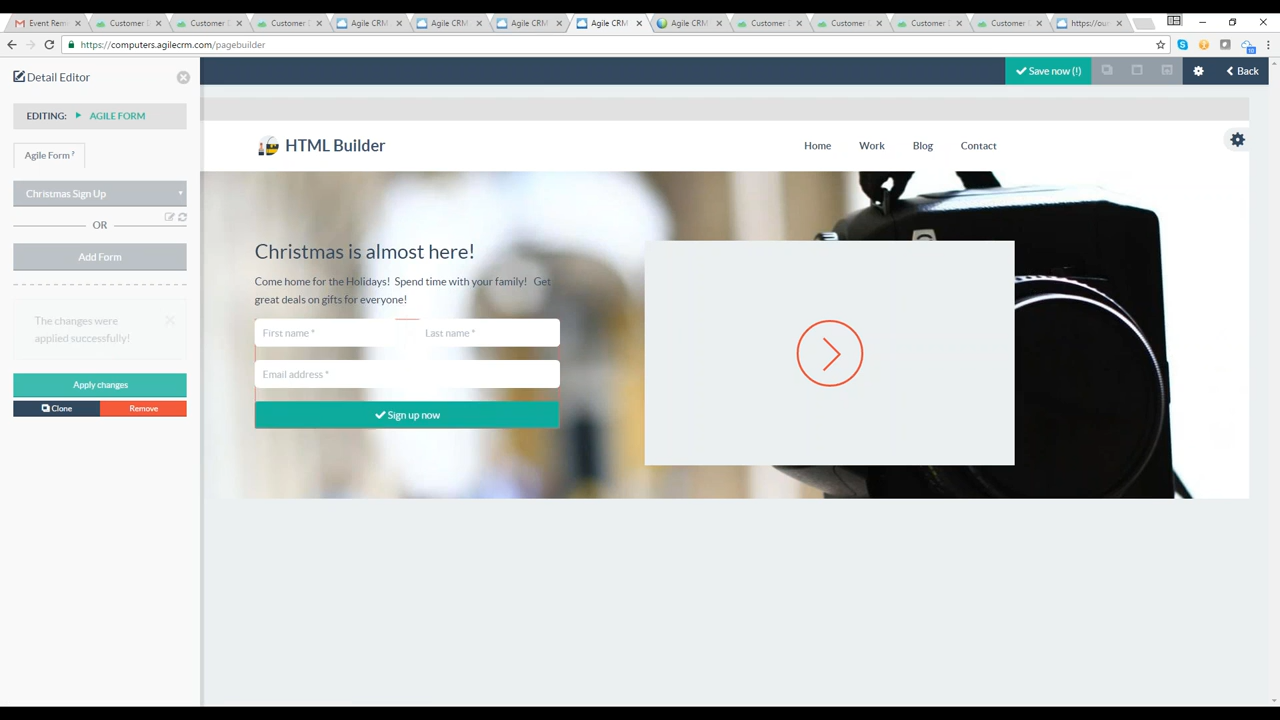 Event Rem
Customer
Customer
Customer
Agile CRM
Agile CRM
Agile CRM
Agile CRM
Agile CRM
Customer
Customer
Customer
Customer
https://computers.agilecrm.com/pagebuilder
Detail Editor
Save now (!)
Back
EDITING: AGILE FORM
HTML Builder
Home
Work
Blog
Contact
Agile Form ?
Christmas Sign Up
OR
Add Form
Christmas is almost here!
Come home for the Holidays! Spend time with your family! Get
great deals on gifts for everyone!
The changes were
applied successfully!
First name *
Last name *
Email address *
Apply changes
Clone
Remove
Sign up now